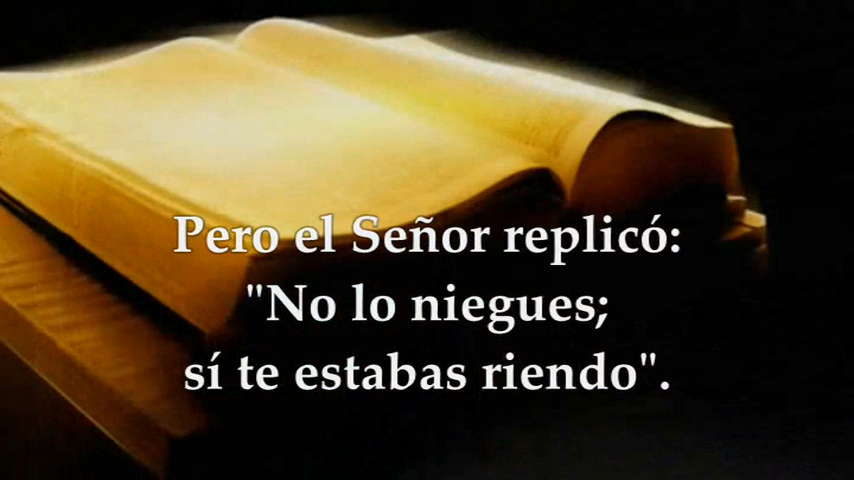 Pero el Señor replicó:
"No lo niegues;
sí te estabas riendo".